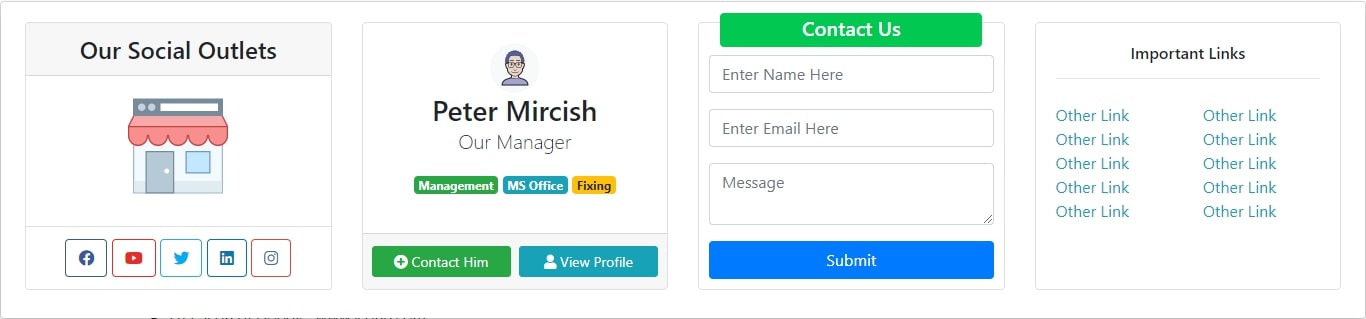 Our Social Outlets
Peter Mircish
Our Manager
Management MS Office Fixing
Contact Him View Profile
Contact Us
Enter Name Here
Enter Email Here
Message
Submit
Important Links
Other Link Other Link
Other Link Other Link
Other Link Other Link
Other Link Other Link
Other Link Other Link